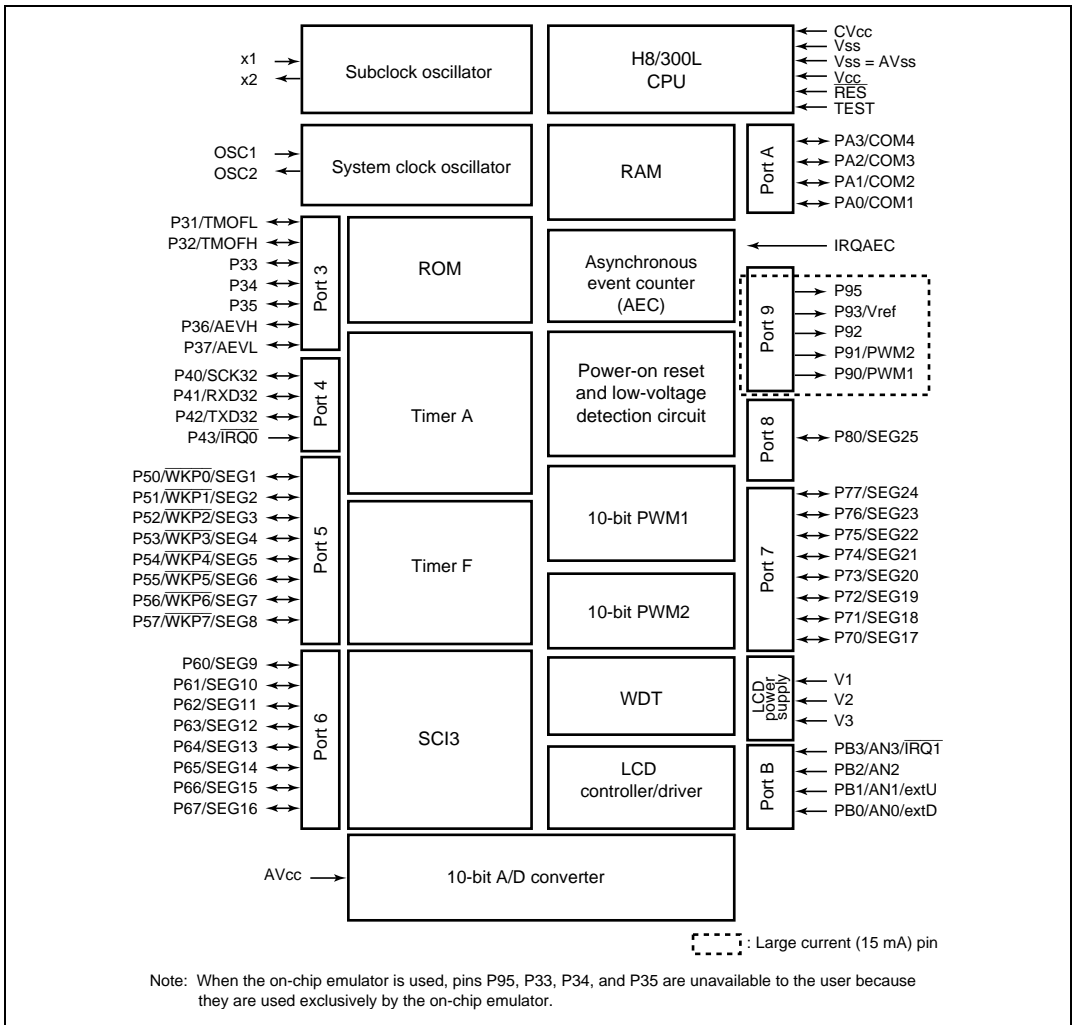 x1
x2
Subclock oscillator
H8/300L
CPU
CVcc
Vss
Vss = AVss
Vcc
RES
TEST
OSC1
OSC2
System clock oscillator
RAM
Port A
PA3/COM4
PA2/COM3
PA1/COM2
PA0/COM1
P31/TMOFL
P32/TMOFH
P33
P34
P35
P36/AEVH
P37/AEVL
Port 3
ROM
Asynchronous
event counter
(AEC)
IRQAEC
Port 9
P95
P93/Vref
P92
P91/PWM2
P90/PWM1
P40/SCK32
P41/RXD32
P42/TXD32
P43/IRQ0
Port 4
Timer A
Power-on reset
and low-voltage
detection circuit
Port 8
P80/SEG25
P50/WKP0/SEG1
P51/WKP1/SEG2
P52/WKP2/SEG3
P53/WKP3/SEG4
P54/WKP4/SEG5
P55/WKP5/SEG6
P56/WKP6/SEG7
P57/WKP7/SEG8
Port 5
Timer F
10-bit PWM1
10-bit PWM2
Port 7
P77/SEG24
P76/SEG23
P75/SEG22
P74/SEG21
P73/SEG20
P72/SEG19
P71/SEG18
P70/SEG17
P60/SEG9
P61/SEG10
P62/SEG11
P63/SEG12
P64/SEG13
P65/SEG14
P66/SEG15
P67/SEG16
Port 6
SCI3
WDT
LCD
power
supply
V1
V2
V3
LCD
controller/driver
Port B
PB3/AN3/IRQ1
PB2/AN2
PB1/AN1/extU
PB0/AN0/extD
AVcc
10-bit A/D converter
: Large current (15 mA) pin
Note: When the on-chip emulator is used, pins P95, P33, P34, and P35 are unavailable to the user because
they are used exclusively by the on-chip emulator.